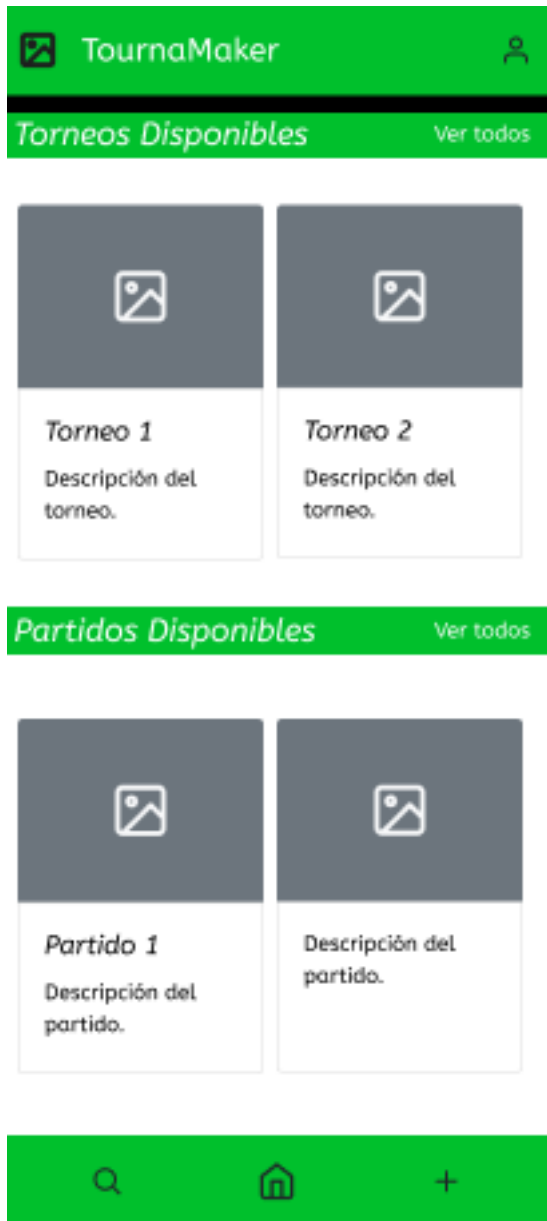 TournaMaker
Torneos Disponibles Ver todos
Torneo 1
Descripción del
torneo.
Torneo 2
Descripción del
torneo.
Partidos Disponibles Ver todos
Partido 1
Descripción del
partido.
Descripción del
partido.